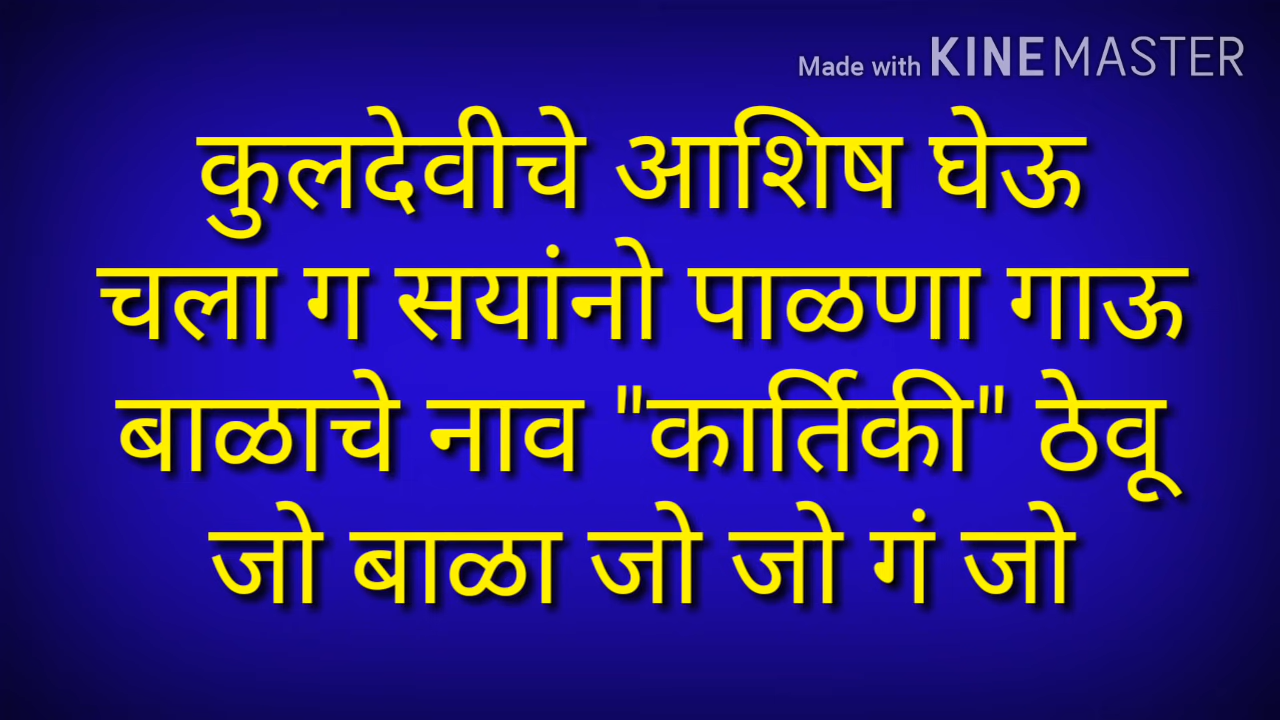 Made with KINEMASTER
कुलदेवीचे आशिष घेऊ
चला ग सयांनो पाळणा गाऊ
बाळाचे नाव "कार्तिकी" ठेवू
जो बाळा जो जो गं जो